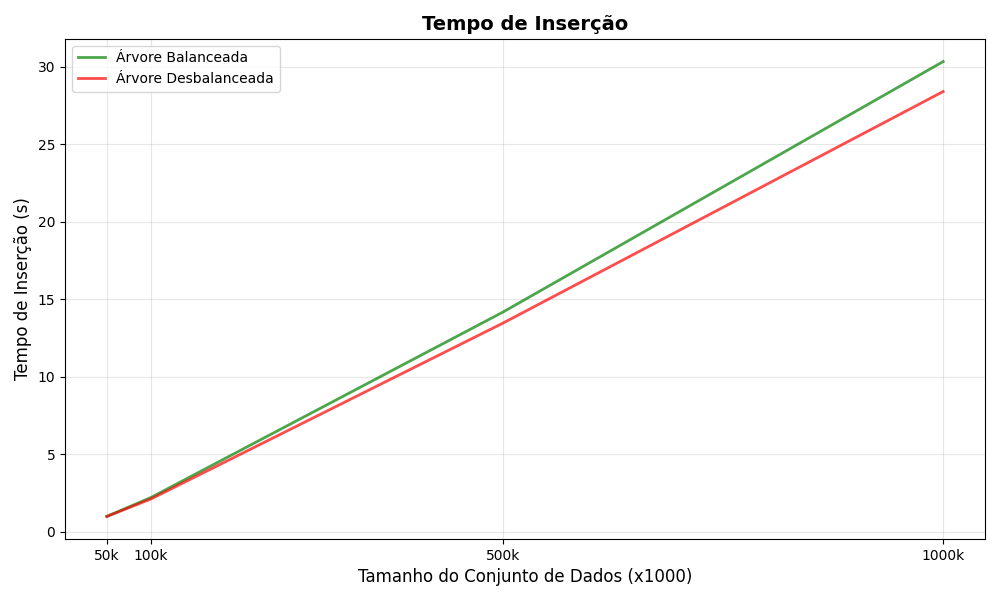 Tempo de Inserção
Árvore Balanceada
Árvore Desbalanceada
Tempo de Inserção (s)
30
25
20
15
10
5
0
50k 100k 500k 1000k
Tamanho do Conjunto de Dados (x1000)